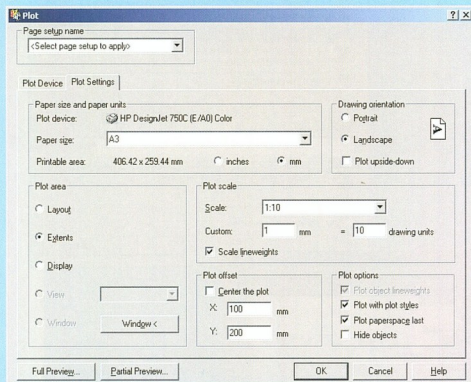 Plot
Page setup name
<Select page setup to apply>
Plot Device Plot Settings
Paper size and paper units
Plot device: HP DesignJet 750C (E/A0) Color
Paper size: A3
Printable area: 406.42 x 259.44 mm inches mm
Drawing orientation
Portrait
Landscape
Plot upside-down
A
Plot area
Layout
Extents
Display
View
Window Window <
Plot scale
Scale: 1:10
Custom: 1 mm = 10 drawing units
Scale lineweights
Plot offset
Center the plot
X: 100 mm
Y: 200 mm
Plot options
Plot object lineweights
Plot with plot styles
Plot paperspace last
Hide objects
Full Preview... Partial Preview... OK Cancel Help